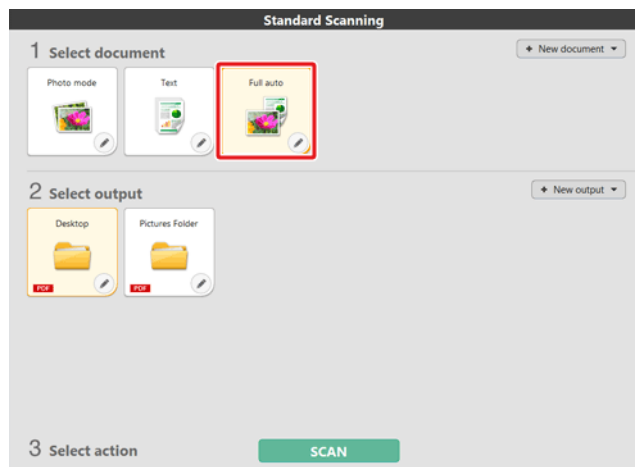 Standard Scanning
1 Select document
+ New document
Photo mode
Text
Full auto
2 Select output
+ New output
Desktop
Pictures Folder
PDF
PDF
3 Select action
SCAN